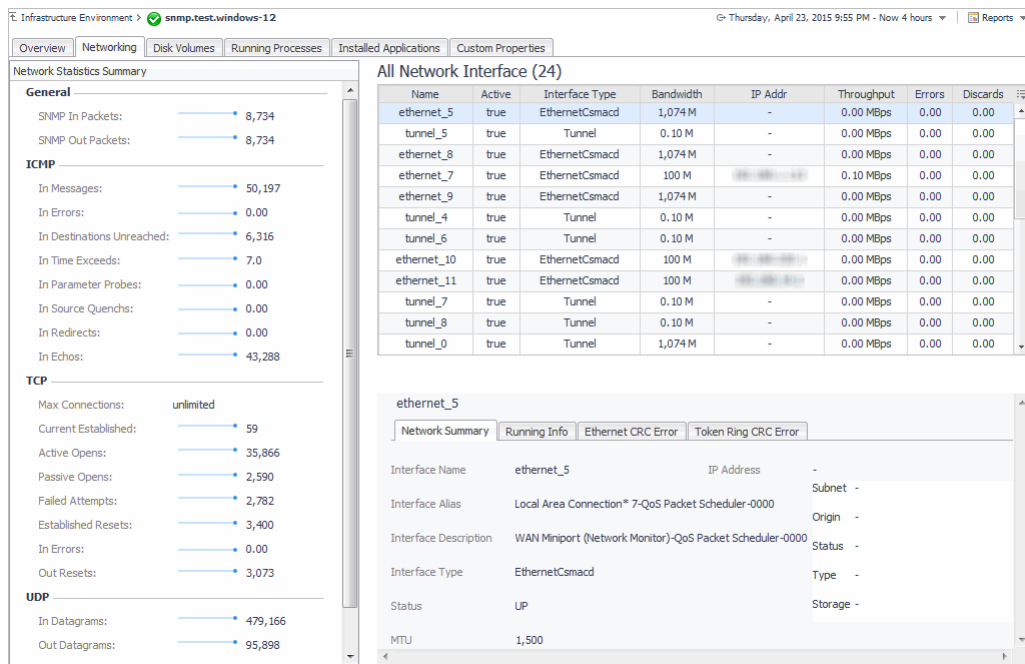 Infrastructure Environment > snmp.test.windows-12
Thursday, April 23, 2015 9:55 PM - Now 4 hours
Reports
Overview Networking Disk Volumes Running Processes Installed Applications Custom Properties
Network Statistics Summary
General
SNMP In Packets: 8,734
SNMP Out Packets: 8,734
ICMP
In Messages: 50,197
In Errors: 0.00
In Destinations Unreached: 6,316
In Time Exceeds: 7.0
In Parameter Probes: 0.00
In Source Quenchs: 0.00
In Redirects: 0.00
In Echos: 43,288
TCP
Max Connections: unlimited
Current Established: 59
Active Opens: 35,866
Passive Opens: 2,590
Failed Attempts: 2,782
Established Resets: 3,400
In Errors: 0.00
Out Resets: 3,073
UDP
In Datagrams: 479,166
Out Datagrams: 95,898
All Network Interface (24)
Name Active Interface Type Bandwidth IP Addr Throughput Errors Discards
ethernet_5 true EthernetCsmacd 1,074 M - 0.00 MBps 0.00 0.00
tunnel_5 true Tunnel 0.10 M - 0.00 MBps 0.00 0.00
ethernet_8 true EthernetCsmacd 1,074 M - 0.00 MBps 0.00 0.00
ethernet_7 true EthernetCsmacd 100 M 0.10 MBps 0.00 0.00
ethernet_9 true EthernetCsmacd 1,074 M - 0.00 MBps 0.00 0.00
tunnel_4 true Tunnel 0.10 M - 0.00 MBps 0.00 0.00
tunnel_6 true Tunnel 0.10 M - 0.00 MBps 0.00 0.00
ethernet_10 true EthernetCsmacd 100 M 0.00 MBps 0.00 0.00
ethernet_11 true EthernetCsmacd 100 M 0.00 MBps 0.00 0.00
tunnel_7 true Tunnel 0.10 M - 0.00 MBps 0.00 0.00
tunnel_8 true Tunnel 0.10 M - 0.00 MBps 0.00 0.00
tunnel_0 true Tunnel 1,074 M - 0.00 MBps 0.00 0.00
ethernet_5
Network Summary Running Info Ethernet CRC Error Token Ring CRC Error
Interface Name ethernet_5
Interface Alias Local Area Connection* 7-QoS Packet Scheduler-0000
Interface Description WAN Miniport (Network Monitor)-QoS Packet Scheduler-0000
Interface Type EthernetCsmacd
Status UP
MTU 1,500
IP Address -
Subnet -
Origin -
Status -
Type -
Storage -